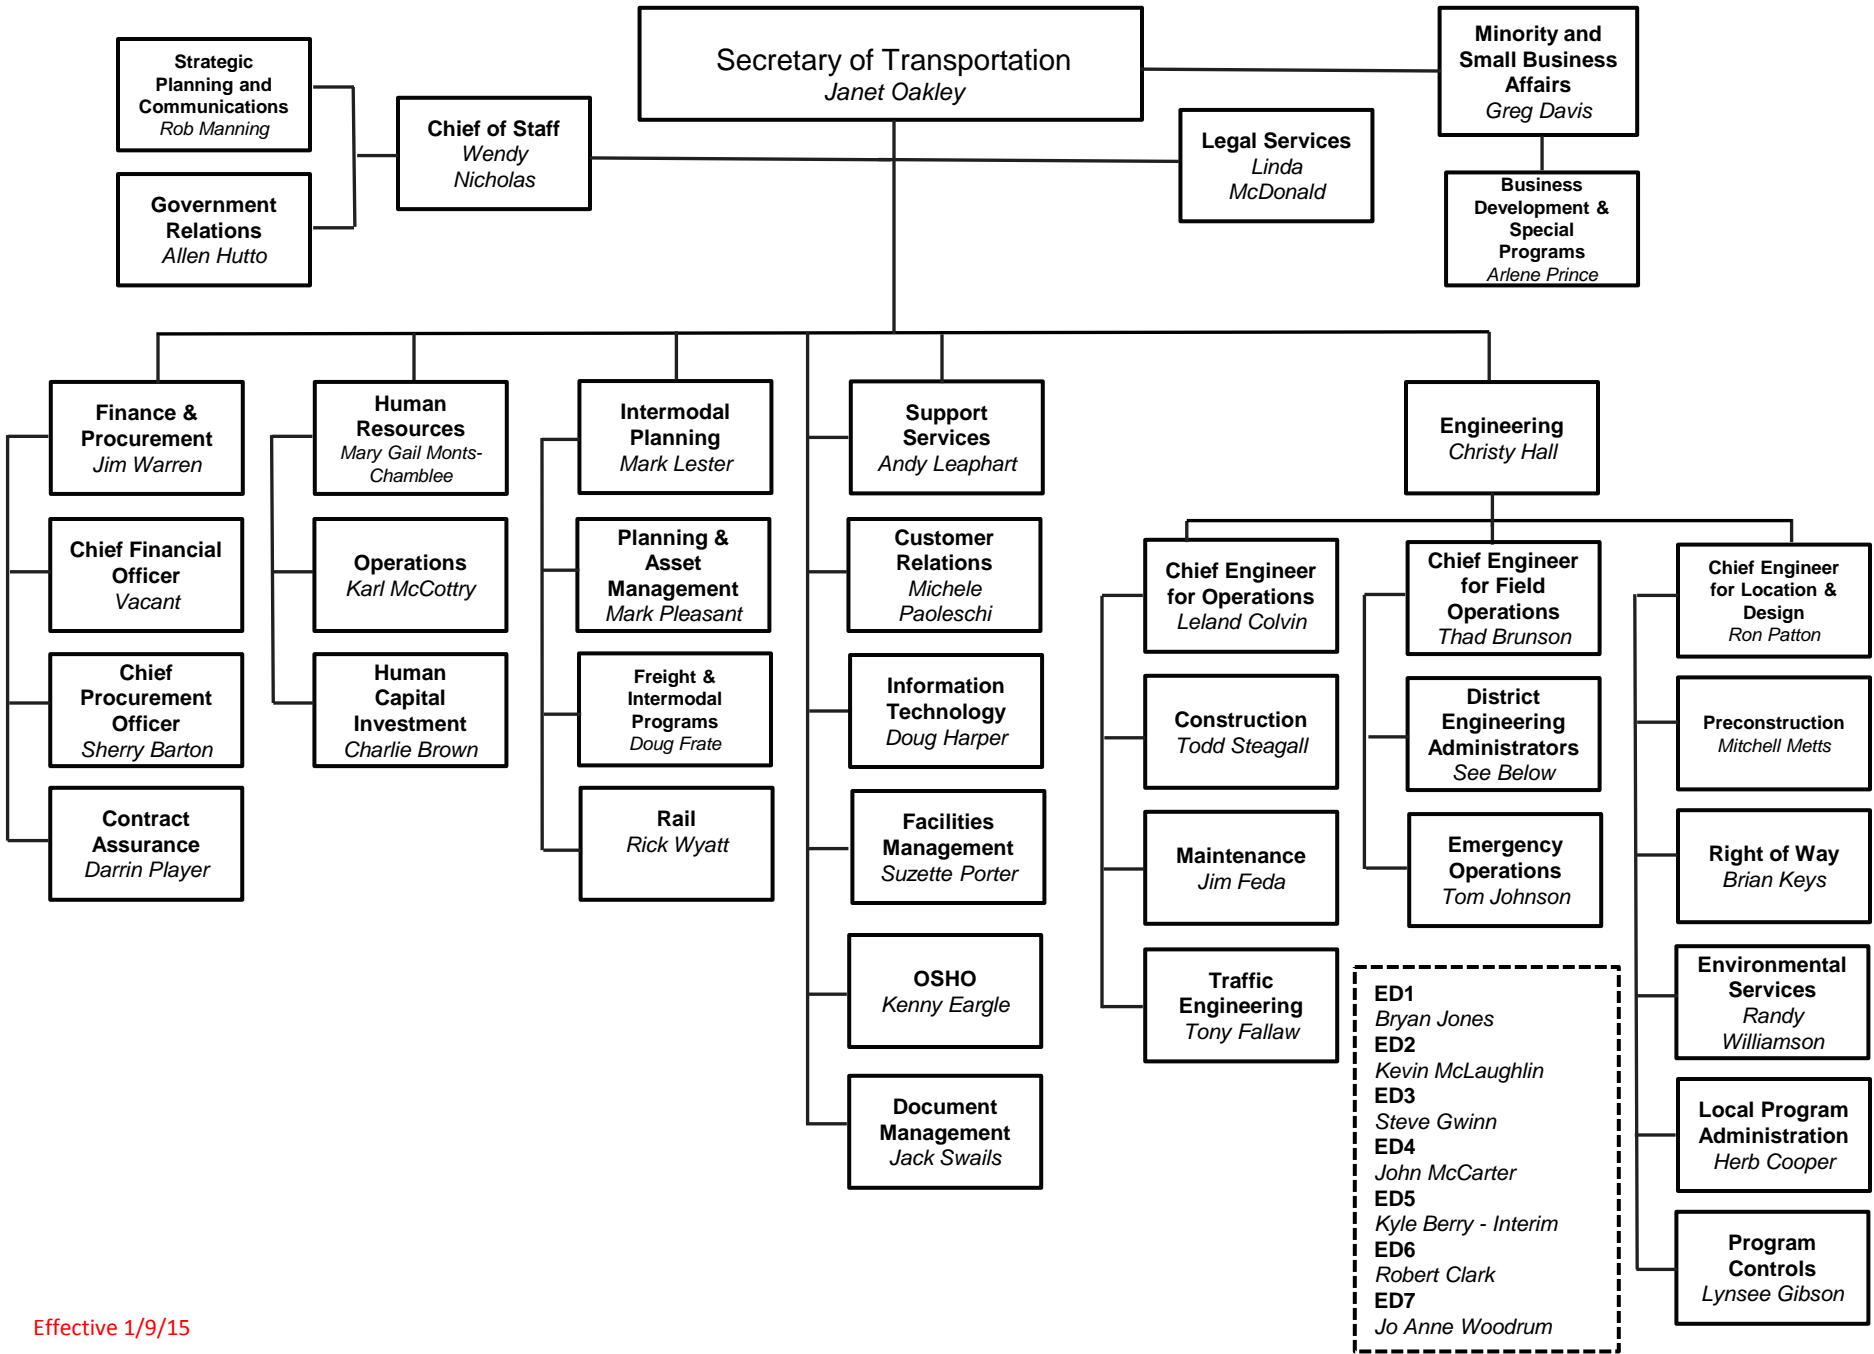 Secretary of Transportation
Janet Oakley
Minority and
Small Business
Affairs
Greg Davis
Strategic
Planning and
Communications
Rob Manning
Chief of Staff
Wendy
Nicholas
Legal Services
Linda
McDonald
Government
Relations
Allen Hutto
Business
Development &
Special
Programs
Arlene Prince
Finance &
Procurement
Jim Warren
Chief Financial
Officer
Vacant
Chief
Procurement
Officer
Sherry Barton
Contract
Assurance
Darrin Player
Human
Resources
Mary Gail Monts-
Chamblee
Operations
Karl McCottry
Human
Capital
Investment
Charlie Brown
Intermodal
Planning
Mark Lester
Planning &
Asset
Management
Mark Pleasant
Freight &
Intermodal
Programs
Doug Frate
Rail
Rick Wyatt
Support
Services
Andy Leaphart
Customer
Relations
Michele
Paoleschi
Information
Technology
Doug Harper
Facilities
Management
Suzette Porter
OSHO
Kenny Eargle
Document
Management
Jack Swails
Engineering
Christy Hall
Chief Engineer
for Operations
Leland Colvin
Construction
Todd Steagall
Maintenance
Jim Feda
Traffic
Engineering
Tony Fallaw
Chief Engineer
for Field
Operations
Thad Brunson
District
Engineering
Administrators
See Below
Emergency
Operations
Tom Johnson
ED1
Bryan Jones
ED2
Kevin McLaughlin
ED3
Steve Gwinn
ED4
John McCarter
ED5
Kyle Berry - Interim
ED6
Robert Clark
ED7
Jo Anne Woodrum
Chief Engineer
for Location &
Design
Ron Patton
Preconstruction
Mitchell Metts
Right of Way
Brian Keys
Environmental
Services
Randy
Williamson
Local Program
Administration
Herb Cooper
Program
Controls
Lynsee Gibson
Effective 1/9/15